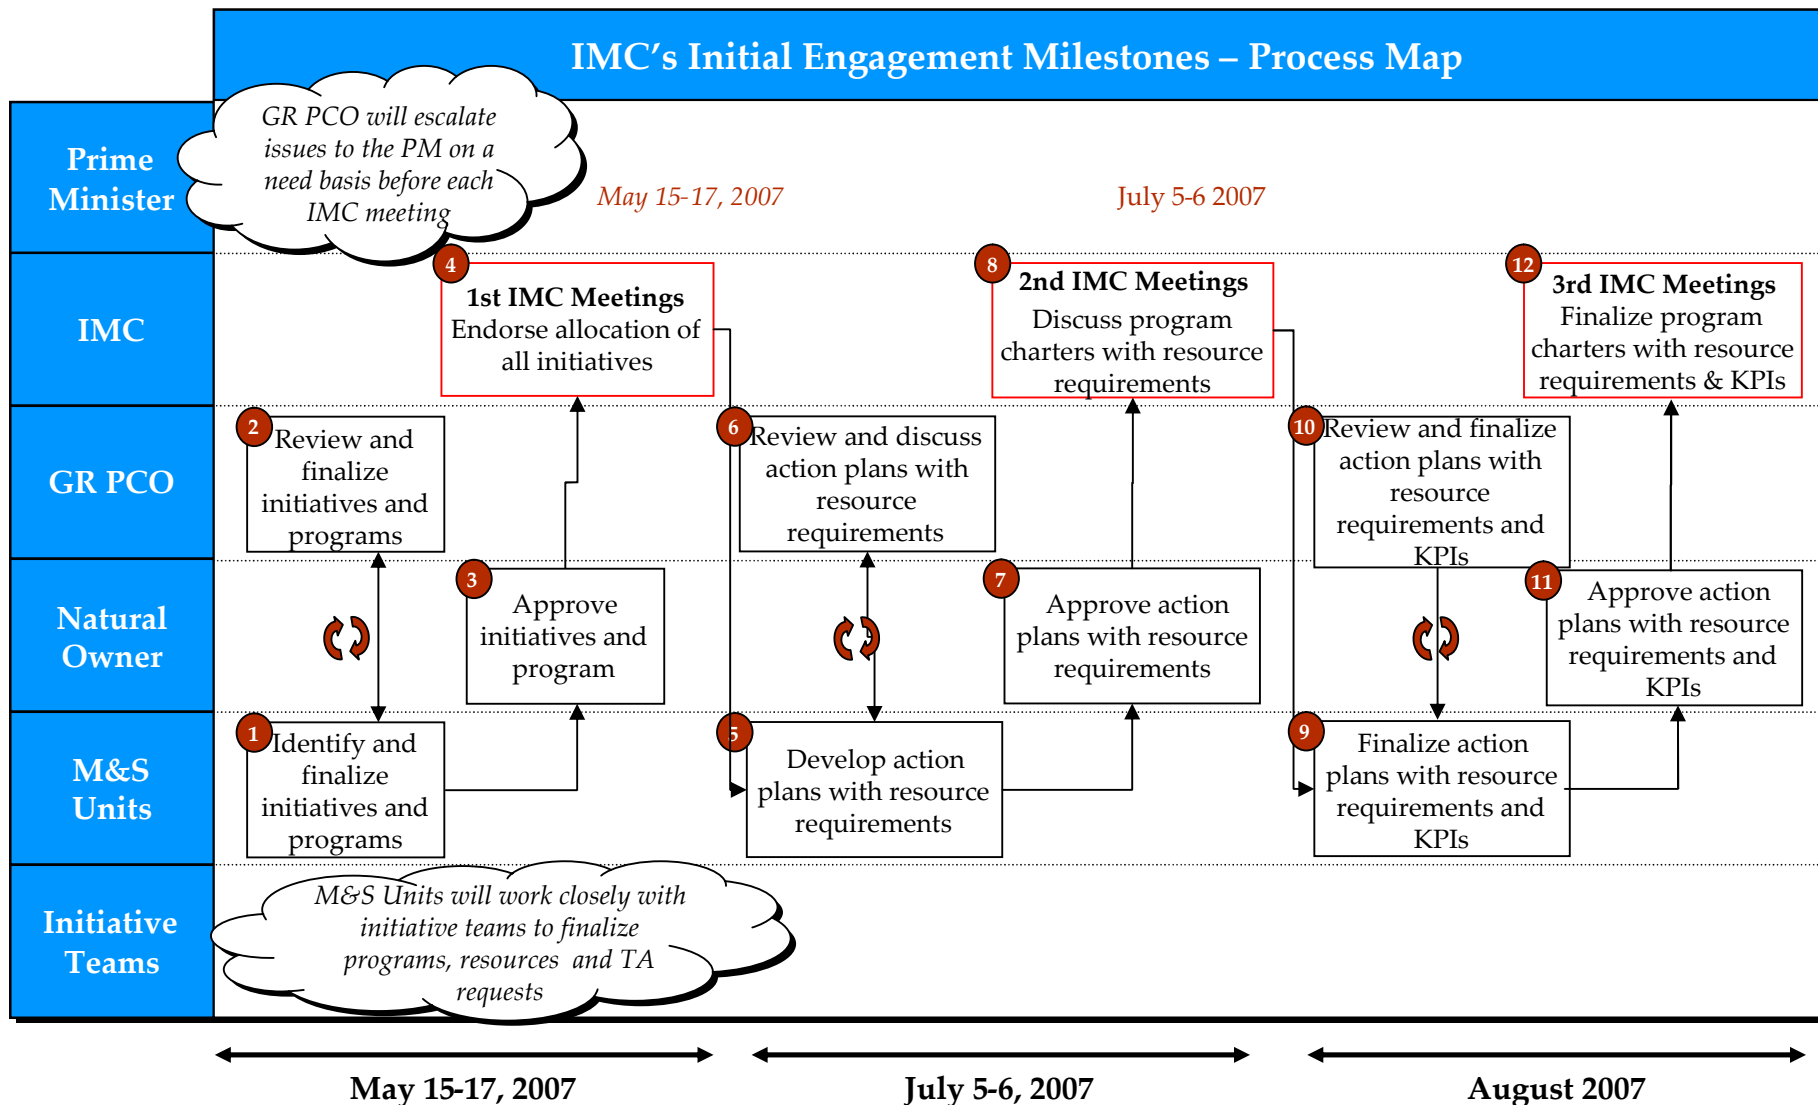 IMC’s Initial Engagement Milestones – Process Map
Prime
Minister
GR PCO will escalate
issues to the PM on a
need basis before each
IMC meeting
May 15-17, 2007
July 5-6 2007
IMC
4
1st IMC Meetings
Endorse allocation of
all initiatives
8
2nd IMC Meetings
Discuss program
charters with resource
requirements
12
3rd IMC Meetings
Finalize program
charters with resource
requirements & KPIs
GR PCO
2
Review and
finalize
initiatives and
programs
6
Review and discuss
action plans with
resource
requirements
10
Review and finalize
action plans with
resource
requirements and
KPIs
Natural
Owner
3
Approve
initiatives and
program
7
Approve action
plans with resource
requirements
11
Approve action
plans with resource
requirements and
KPIs
M&S
Units
1
Identify and
finalize
initiatives and
programs
5
Develop action
plans with resource
requirements
9
Finalize action
plans with resource
requirements and
KPIs
Initiative
Teams
M&S Units will work closely with
initiative teams to finalize
programs, resources and TA
requests
May 15-17, 2007
July 5-6, 2007
August 2007